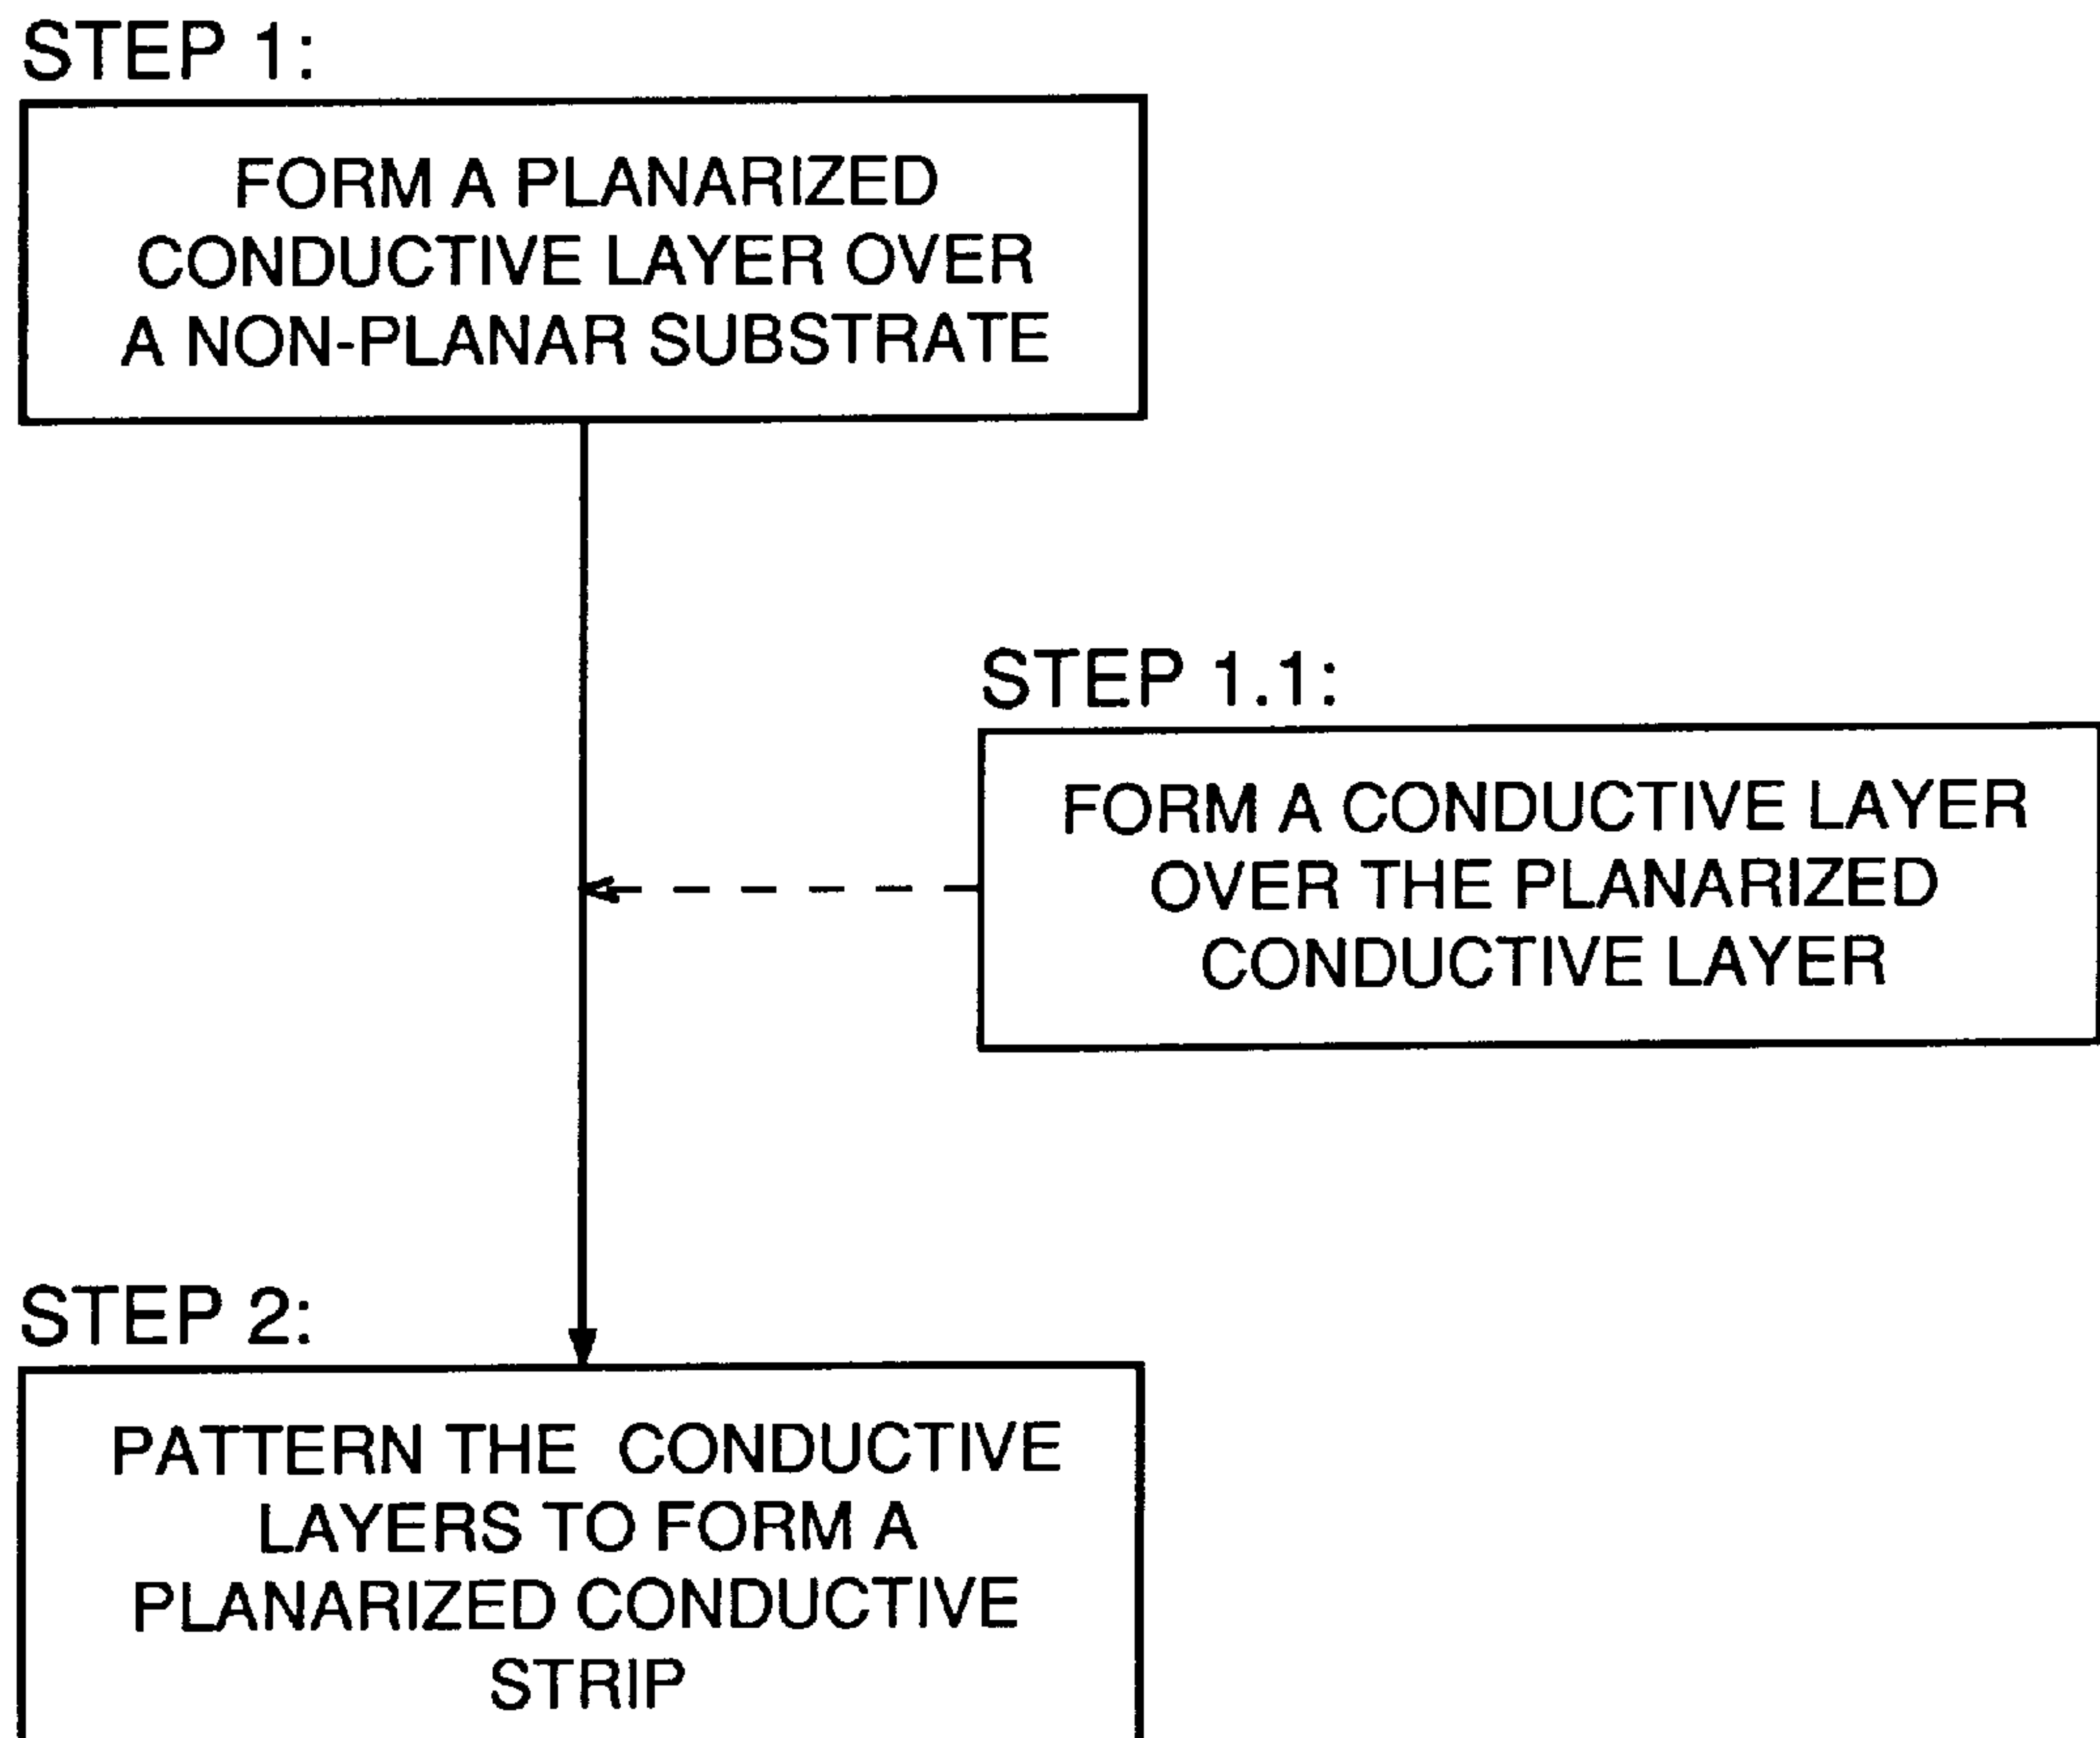 STEP 1:
FORM A PLANARIZED
CONDUCTIVE LAYER OVER
A NON-PLANAR SUBSTRATE
STEP 1.1:
FORM A CONDUCTIVE LAYER
OVER THE PLANARIZED
CONDUCTIVE LAYER
STEP 2:
PATTERN THE CONDUCTIVE
LAYERS TO FORM A
PLANARIZED CONDUCTIVE
STRIP